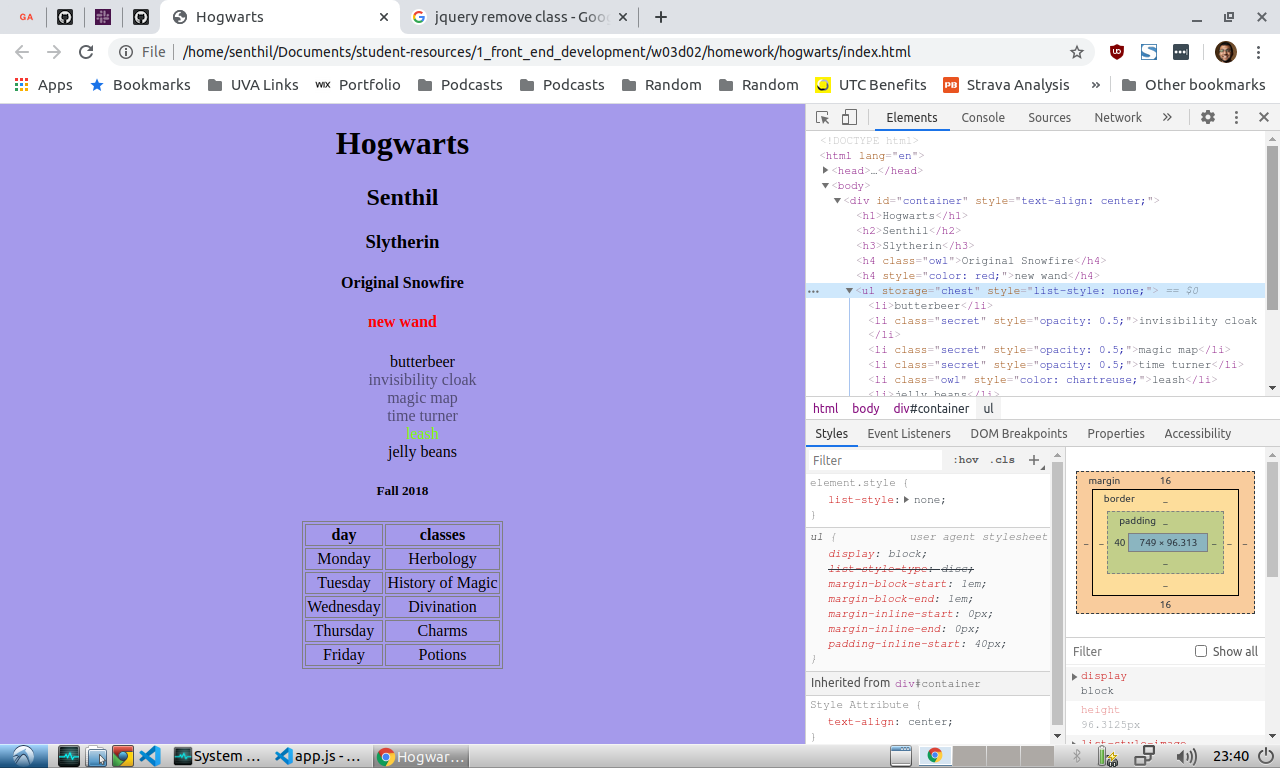 GA
Hogwarts
jquery remove class - Goo
File
/home/senthil/Documents/student-resources/1_front_end_development/w03d02/homework/hogwarts/index.html
Apps
Bookmarks
UVA Links
WIX
Portfolio
Podcasts
Podcasts
Random
Random
UTC Benefits
BP
Strava Analysis
»
Other bookmarks
Hogwarts
Senthil
Slytherin
Original Snowfire
new wand
butterbeer
invisibility cloak
magic map
time turner
leash
jelly beans
Fall 2018
day classes
Monday Herbology
Tuesday History of Magic
Wednesday Divination
Thursday Charms
Friday Potions
Elements Console Sources Network »
<!DOCTYPE html>
<html lang="en">
<head>…</head>
<body>
<div id="container" style="text-align: center;">
<h1>Hogwarts</h1>
<h2>Senthil</h2>
<h3>Slytherin</h3>
<h4 class="owl">Original Snowfire</h4>
<h4 style="color: red;">new wand</h4>
<ul storage="chest" style="list-style: none;"> == $0
<li>butterbeer</li>
<li class="secret" style="opacity: 0.5;">invisibility cloak
</li>
<li class="secret" style="opacity: 0.5;">magic map</li>
<li class="secret" style="opacity: 0.5;">time turner</li>
<li class="owl" style="color: chartreuse;">leash</li>
<li>jelly beans</li>
html body div#container ul
Styles Event Listeners DOM Breakpoints Properties Accessibility
Filter :hov .cls +
element.style {
list-style: none;
}
ul { user agent stylesheet
display: block;
list-style-type: disc;
margin-block-start: 1em;
margin-block-end: 1em;
margin-inline-start: 0px;
margin-inline-end: 0px;
padding-inline-start: 40px;
}
Inherited from div#container
Style Attribute {
text-align: center;
}
margin 16
border –
padding –
– – 40 749 × 96.313 – – –
–
–
16
Filter Show all
display
block
height
96.3125px
list-style-image
System ...
app.js - ...
Hogwar...
23:40